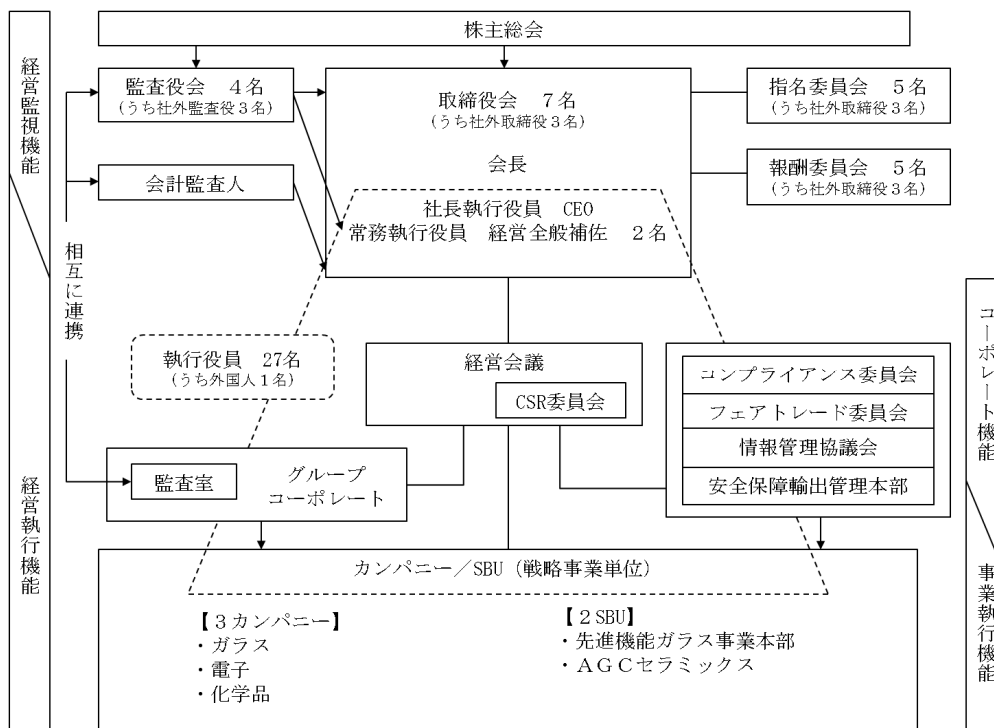 株主総会
経営監視機能
監査役会 4名
(うち社外監査役3名)
取締役会 7名
(うち社外取締役3名)
指名委員会 5名
(うち社外取締役3名)
会計監査人
会長
報酬委員会 5名
(うち社外取締役3名)
社長執行役員 CEO
常務執行役員 経営全般補佐 2名
相互に連携
執行役員 27名
(うち外国人1名)
経営会議
CSR委員会
コンプライアンス委員会
フェアトレード委員会
情報管理協議会
安全保障輸出管理本部
コーポレート機能
監査室
グループ
コーポレート
経営執行機能
カンパニー/SBU(戦略事業単位)
事業執行機能
【3カンパニー】
・ガラス
・電子
・化学品
【2SBU】
・先進機能ガラス事業本部
・AGCセラミックス